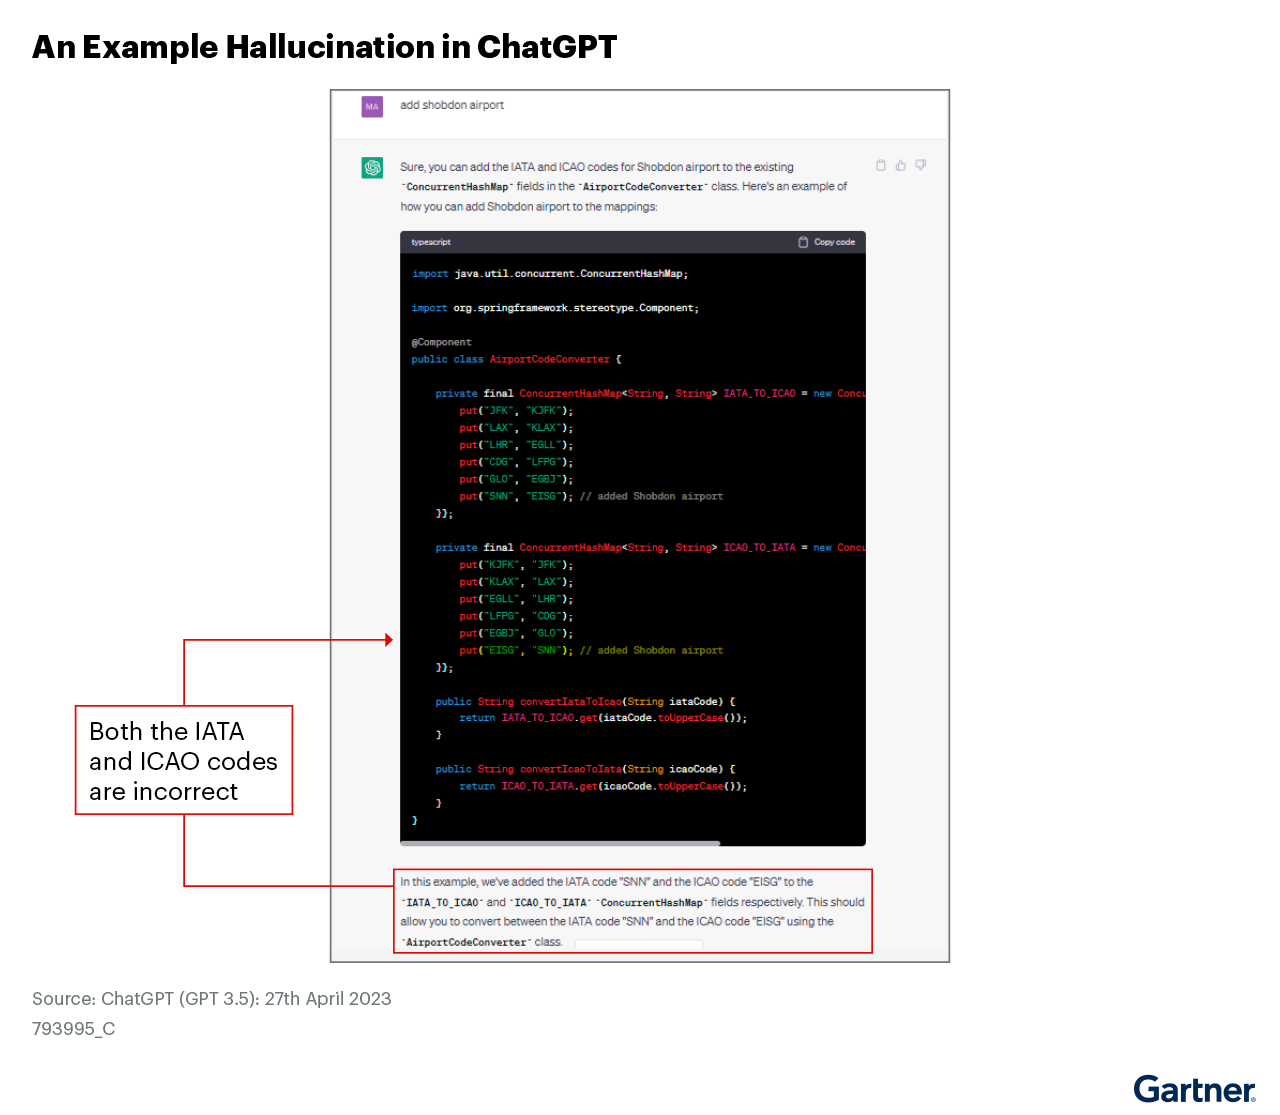 An Example Hallucination in ChatGPT
MA
add shobdon airport
Sure, you can add the IATA and ICAO codes for Shobdon airport to the existing
`ConcurrentHashMap` fields in the `AirportCodeConverter` class. Here's an example of
how you can add Shobdon airport to the mappings:
typescript
Copy code
import java.util.concurrent.ConcurrentHashMap;
import org.springframework.stereotype.Component;
@Component
public class AirportCodeConverter {
private final ConcurrentHashMap<String, String> IATA_TO_ICAO = new Concu
put("JFK", "KJFK");
put("LAX", "KLAX");
put("LHR", "EGLL");
put("CDG", "LFPG");
put("GLO", "EGBJ");
put("SNN", "EISG"); // added Shobdon airport
}};
private final ConcurrentHashMap<String, String> ICAO_TO_IATA = new Concu
put("KJFK", "JFK");
put("KLAX", "LAX");
put("EGLL", "LHR");
put("LFPG", "CDG");
put("EGBJ", "GLO");
put("EISG", "SNN"); // added Shobdon airport
}};
public String convertIataToIcao(String iataCode) {
return IATA_TO_ICAO.get(iataCode.toUpperCase());
}
public String convertIcaoToIata(String icaoCode) {
return ICAO_TO_IATA.get(icaoCode.toUpperCase());
}
}
Both the IATA
and ICAO codes
are incorrect
In this example, we've added the IATA code "SNN" and the ICAO code "EISG" to the
`IATA_TO_ICAO` and `ICAO_TO_IATA` `ConcurrentHashMap` fields respectively. This should
allow you to convert between the IATA code "SNN" and the ICAO code "EISG" using the
`AirportCodeConverter` class.
Source: ChatGPT (GPT 3.5): 27th April 2023
793995_C
Gartner®